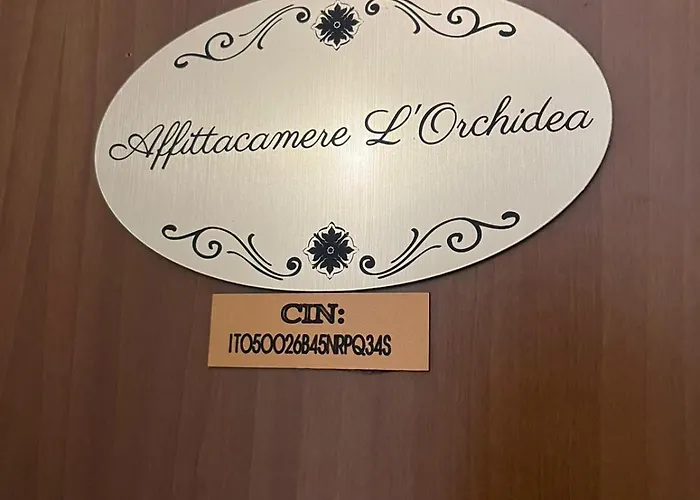 Affittacamere L'Orchidea
CIN:
IT050026B45NRPQ34S